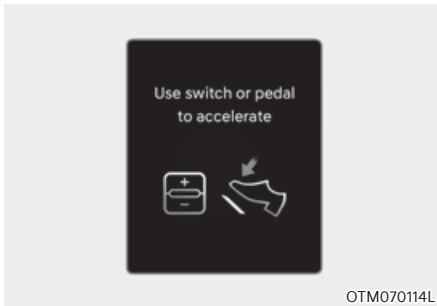 Use switch or pedal
to accelerate
+
−
OTM070114L